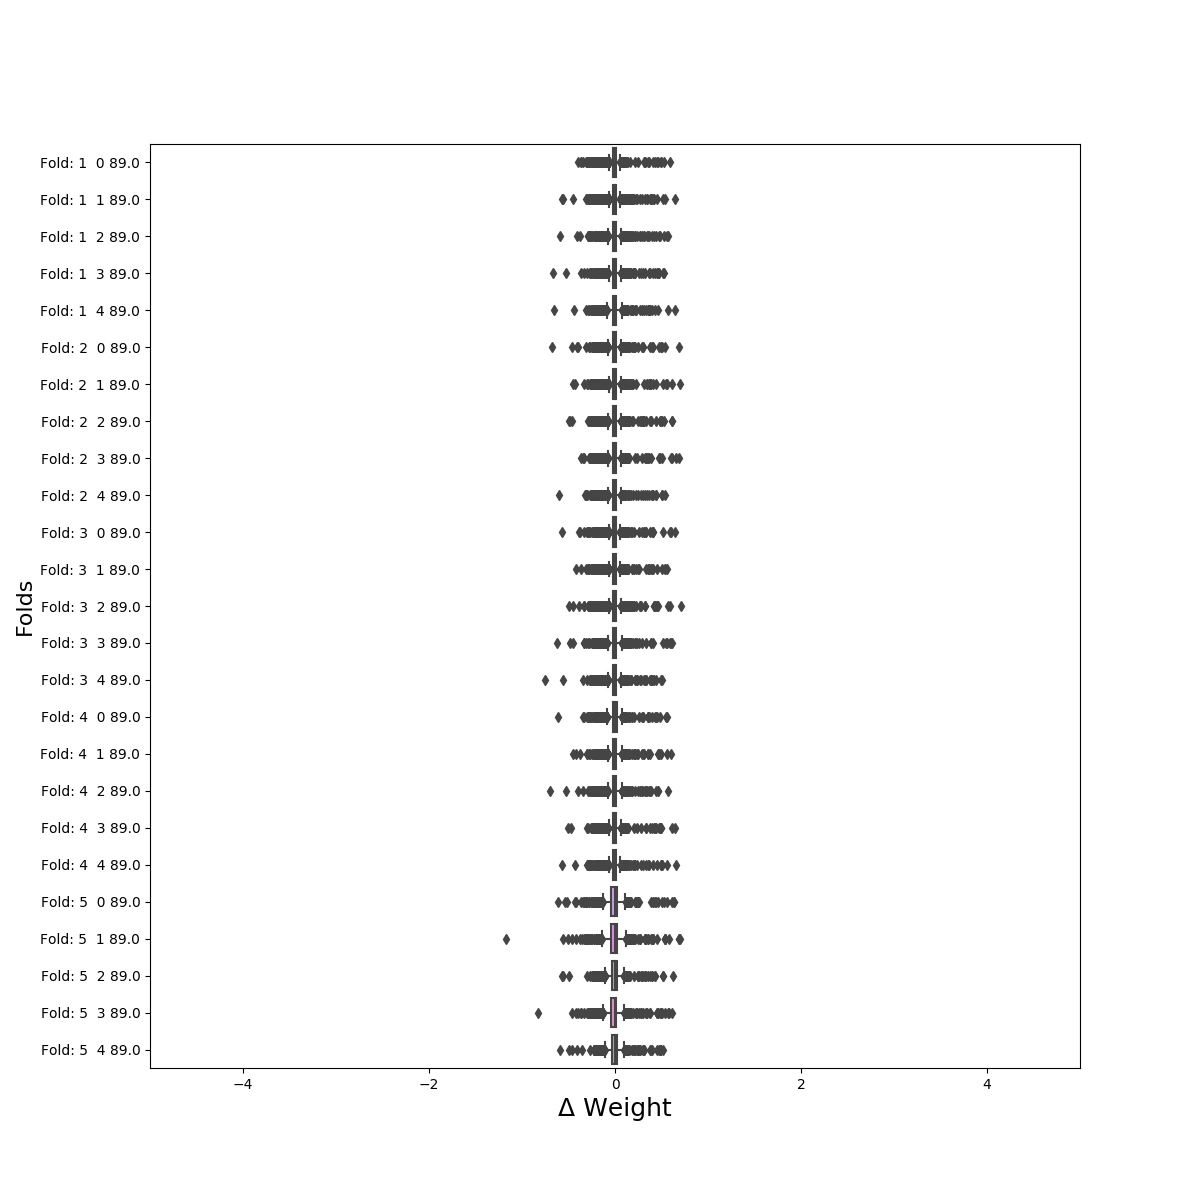 Fold: 1  0 89.0
Fold: 1  1 89.0
Fold: 1  2 89.0
Fold: 1  3 89.0
Fold: 1  4 89.0
Fold: 2  0 89.0
Fold: 2  1 89.0
Fold: 2  2 89.0
Fold: 2  3 89.0
Fold: 2  4 89.0
Fold: 3  0 89.0
Fold: 3  1 89.0
Fold: 3  2 89.0
Fold: 3  3 89.0
Fold: 3  4 89.0
Fold: 4  0 89.0
Fold: 4  1 89.0
Fold: 4  2 89.0
Fold: 4  3 89.0
Fold: 4  4 89.0
Fold: 5  0 89.0
Fold: 5  1 89.0
Fold: 5  2 89.0
Fold: 5  3 89.0
Fold: 5  4 89.0
Folds
−4 −2 0 2 4
Δ Weight